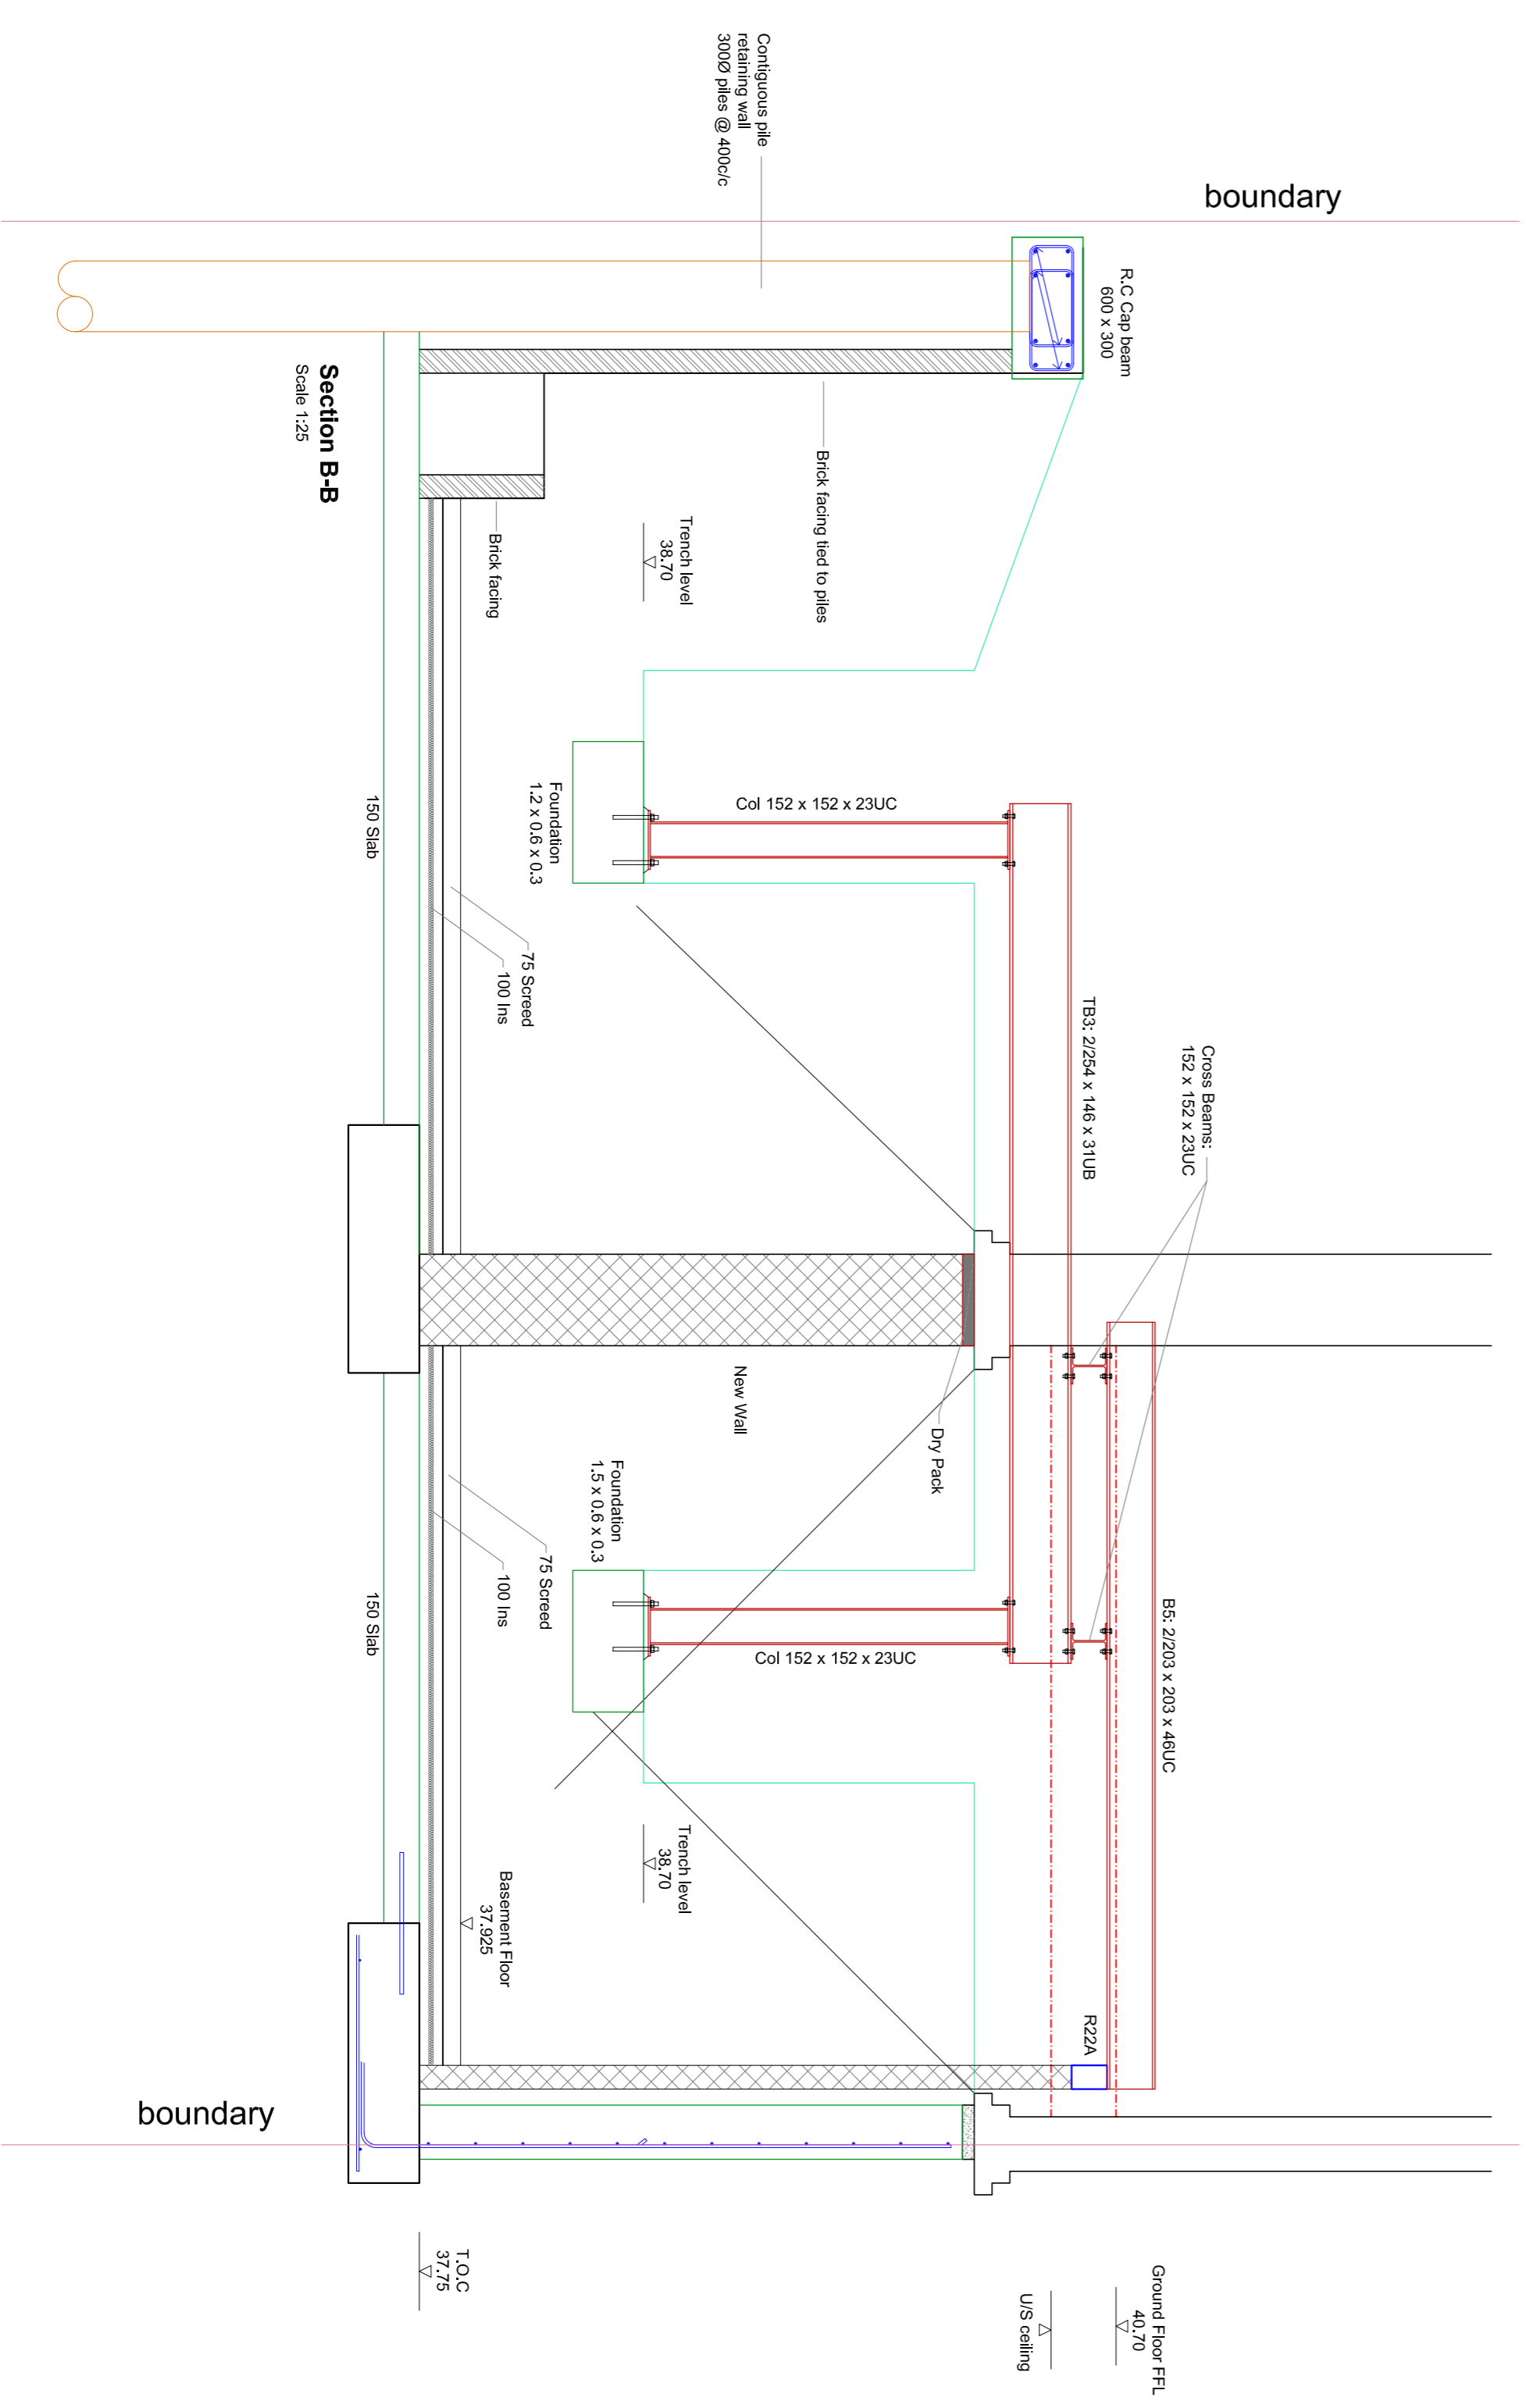 boundary
Contiguous pile
retaining wall
300Ø piles @ 400c/c
R.C Cap beam
600 x 300
Brick facing tied to piles
Trench level
38.70
Brick facing
Section B-B
Scale 1:25
150 Slab
Foundation
1.2 x 0.6 x 0.3
Col 152 x 152 x 23UC
75 Screed
100 Ins
TB3: 2/254 x 146 x 31UB
Cross Beams:
152 x 152 x 23UC
New Wall
Dry Pack
Foundation
1.5 x 0.6 x 0.3
75 Screed
100 Ins
150 Slab
Col 152 x 152 x 23UC
B5: 2/203 x 203 x 46UC
Trench level
38.70
Basement Floor
37.925
R22A
boundary
T.O.C
37.75
Ground Floor FFL
40.70
U/S ceiling